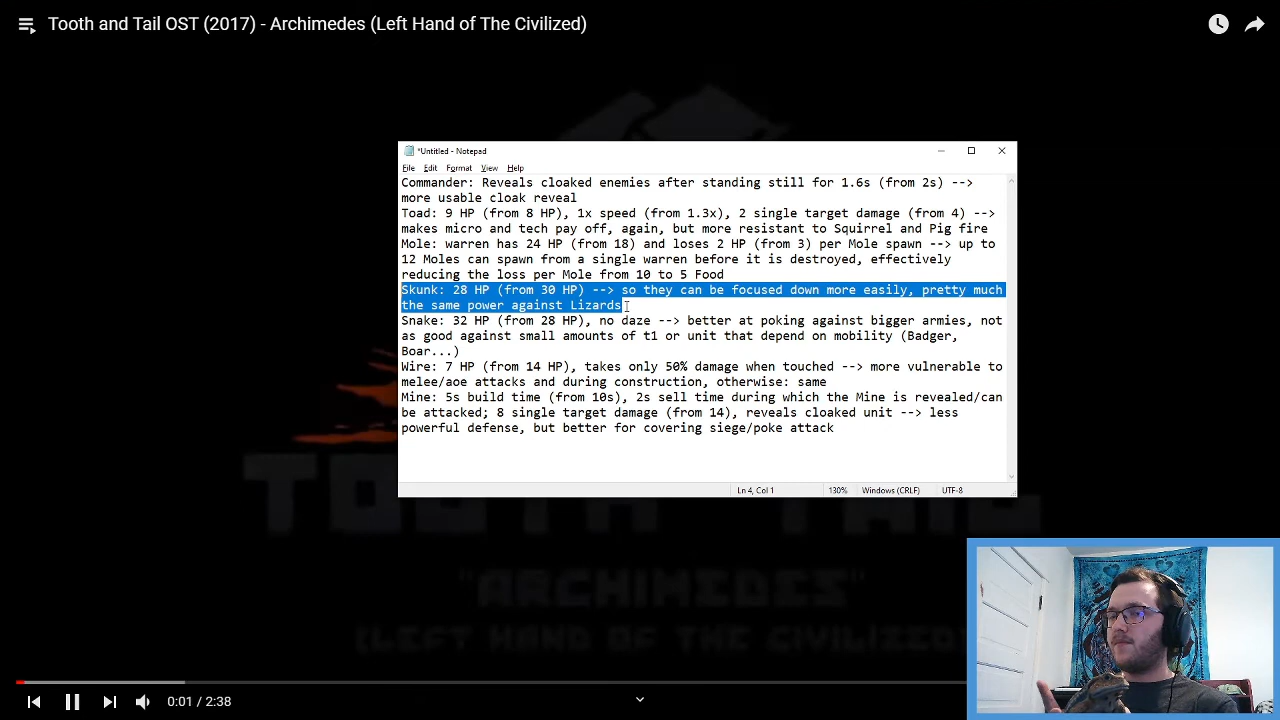 Tooth and Tail OST (2017) - Archimedes (Left Hand of The Civilized)
*Untitled - Notepad
File Edit Format View Help
Commander: Reveals cloaked enemies after standing still for 1.6s (from 2s) -->
more usable cloak reveal
Toad: 9 HP (from 8 HP), 1x speed (from 1.3x), 2 single target damage (from 4) -->
makes micro and tech pay off, again, but more resistant to Squirrel and Pig fire
Mole: warren has 24 HP (from 18) and loses 2 HP (from 3) per Mole spawn --> up to
12 Moles can spawn from a single warren before it is destroyed, effectively
reducing the loss per Mole from 10 to 5 Food
Skunk: 28 HP (from 30 HP) --> so they can be focused down more easily, pretty much
the same power against Lizards
Snake: 32 HP (from 28 HP), no daze --> better at poking against bigger armies, not
as good against small amounts of t1 or unit that depend on mobility (Badger,
Boar...)
Wire: 7 HP (from 14 HP), takes only 50% damage when touched --> more vulnerable to
melee/aoe attacks and during construction, otherwise: same
Mine: 5s build time (from 10s), 2s sell time during which the Mine is revealed/can
be attacked; 8 single target damage (from 14), reveals cloaked unit --> less
powerful defense, but better for covering siege/poke attack
Ln 4, Col 1 130% Windows (CRLF) UTF-8
TOOTH TAIL
"ARCHIMEDES"
(LEFT HAND OF THE CIVILIZED)
0:01 / 2:38